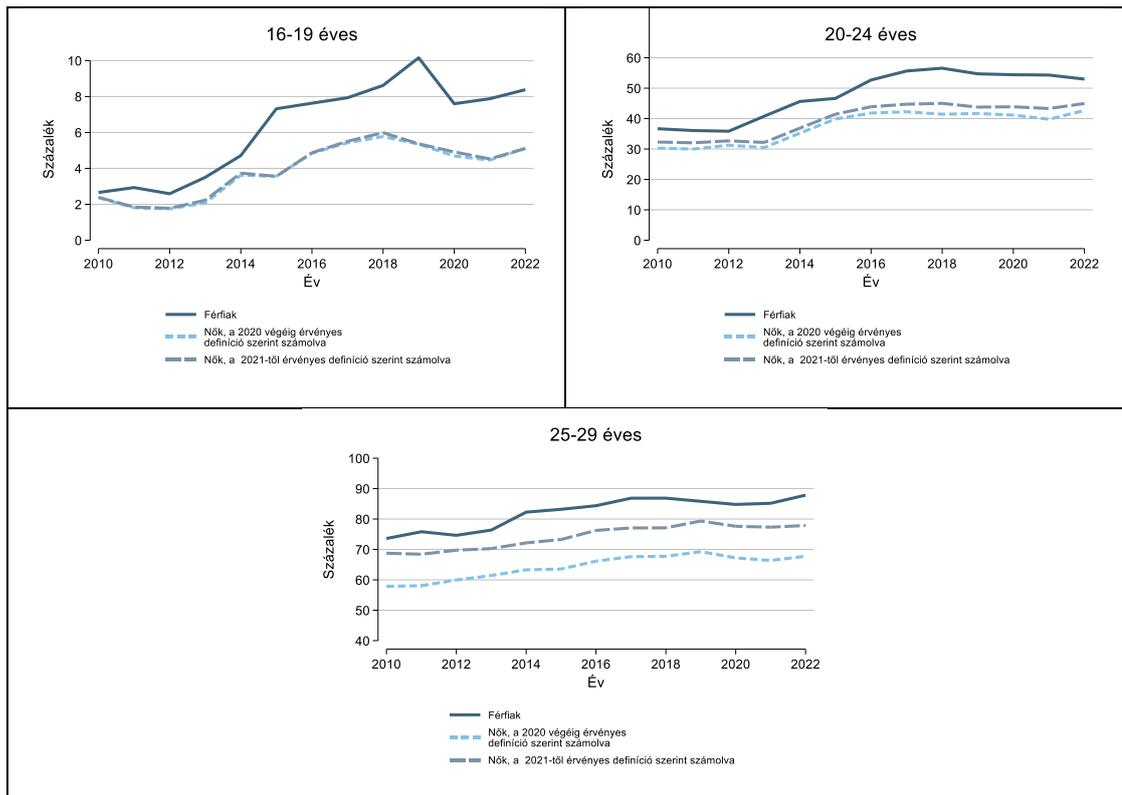 16-19 éves
10
8
6
4
2
0
Százalék
2010 2012 2014 2016 2018 2020 2022
Év
Férfiak
Nők, a 2020 végéig érvényes
definíció szerint számolva
Nők, a 2021-től érvényes definíció szerint számolva
20-24 éves
60
50
40
30
20
10
0
Százalék
2010 2012 2014 2016 2018 2020 2022
Év
Férfiak
Nők, a 2020 végéig érvényes
definíció szerint számolva
Nők, a 2021-től érvényes definíció szerint számolva
25-29 éves
100
90
80
70
60
50
40
Százalék
2010 2012 2014 2016 2018 2020 2022
Év
Férfiak
Nők, a 2020 végéig érvényes
definíció szerint számolva
Nők, a 2021-től érvényes definíció szerint számolva